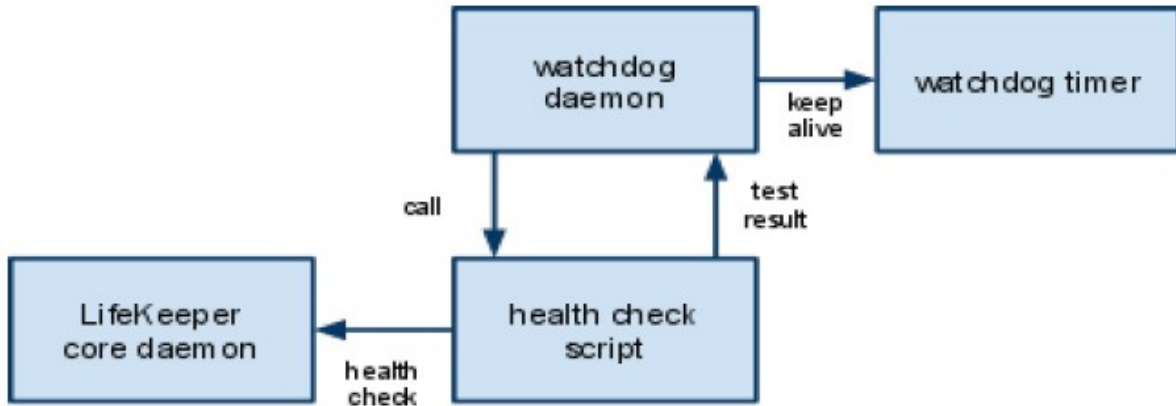 watchdog
daemon
watchdog timer
keep
alive
call
test
result
LifeKeeper
core daemon
health check
script
health
check